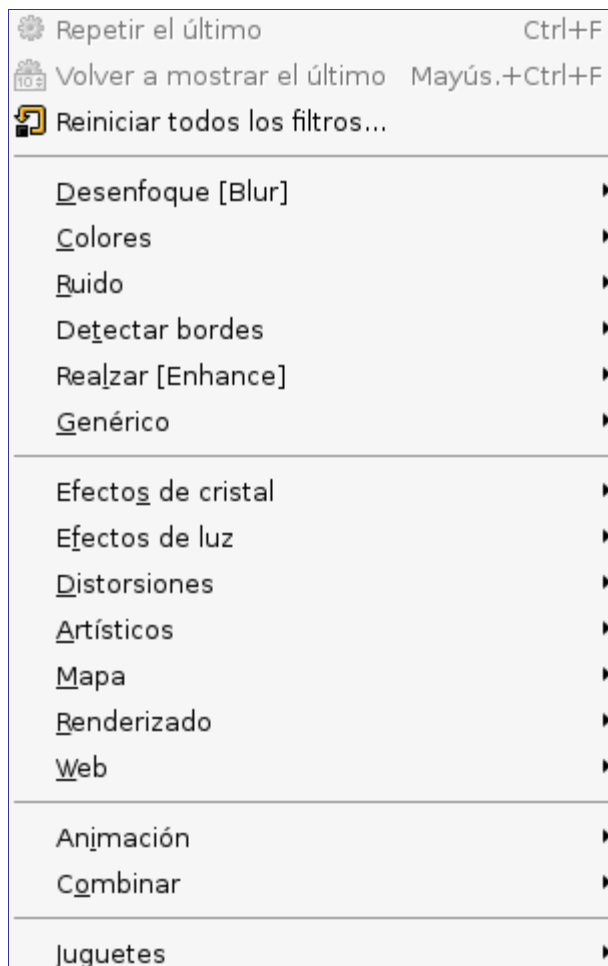 Repetir el último Ctrl+F
Volver a mostrar el último Mayús.+Ctrl+F
Reiniciar todos los filtros...
Desenfoque [Blur]
Colores
Ruido
Detectar bordes
Realzar [Enhance]
Genérico
Efectos de cristal
Efectos de luz
Distorsiones
Artísticos
Mapa
Renderizado
Web
Animación
Combinar
Juguetes